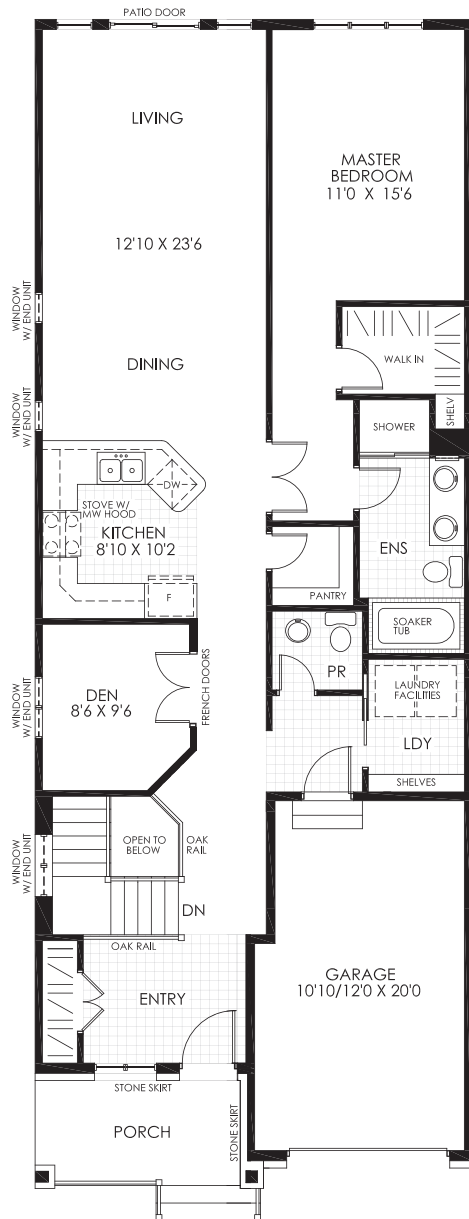 PATIO DOOR
LIVING
MASTER
BEDROOM
11'0 X 15'6
12'10 X 23'6
WINDOW
W/ END UNIT
DINING
WALK IN
WINDOW
W/ END UNIT
SHELV
SHOWER
DW
STOVE W/
MW HOOD
KITCHEN
8'10 X 10'2
ENS
F
PANTRY
SOAKER
TUB
PR
FRENCH DOORS
LAUNDRY
FACILITIES
WINDOW
W/ END UNIT
DEN
8'6 X 9'6
LDY
SHELVES
WINDOW
W/ END UNIT
OPEN TO
BELOW
OAK
RAIL
DN
OAK RAIL
ENTRY
GARAGE
10'10/12'0 X 20'0
STONE SKIRT
STONE SKIRT
PORCH